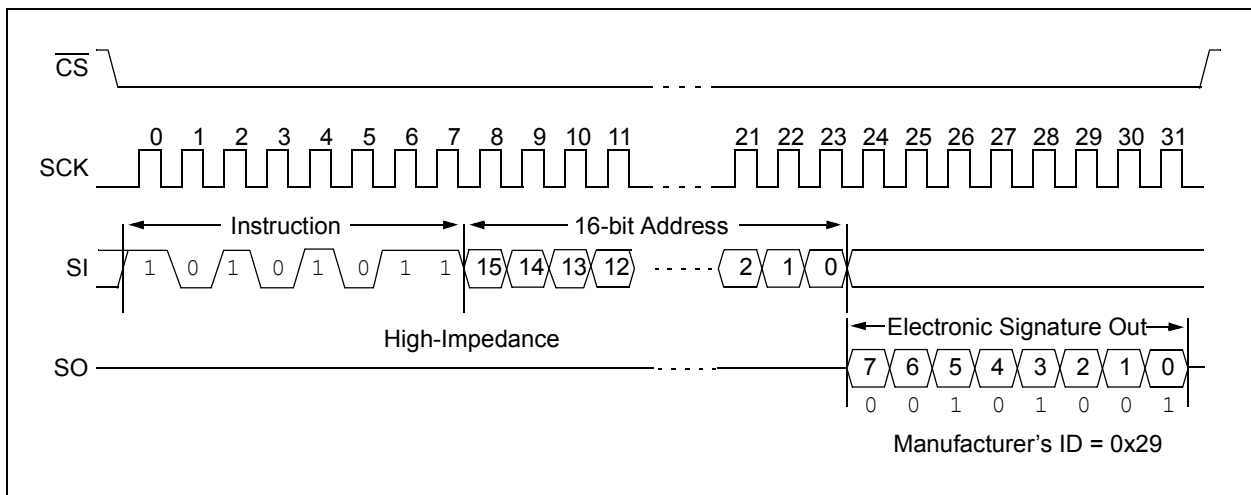 CS
0 1 2 3 4 5 6 7 8 9 10 11 21 22 23 24 25 26 27 28 29 30 31
SCK
Instruction 16-bit Address
SI 1 0 1 0 1 0 1 1 15 14 13 12 2 1 0
High-Impedance Electronic Signature Out
SO 7 6 5 4 3 2 1 0
0 0 1 0 1 0 0 1
Manufacturer's ID = 0x29